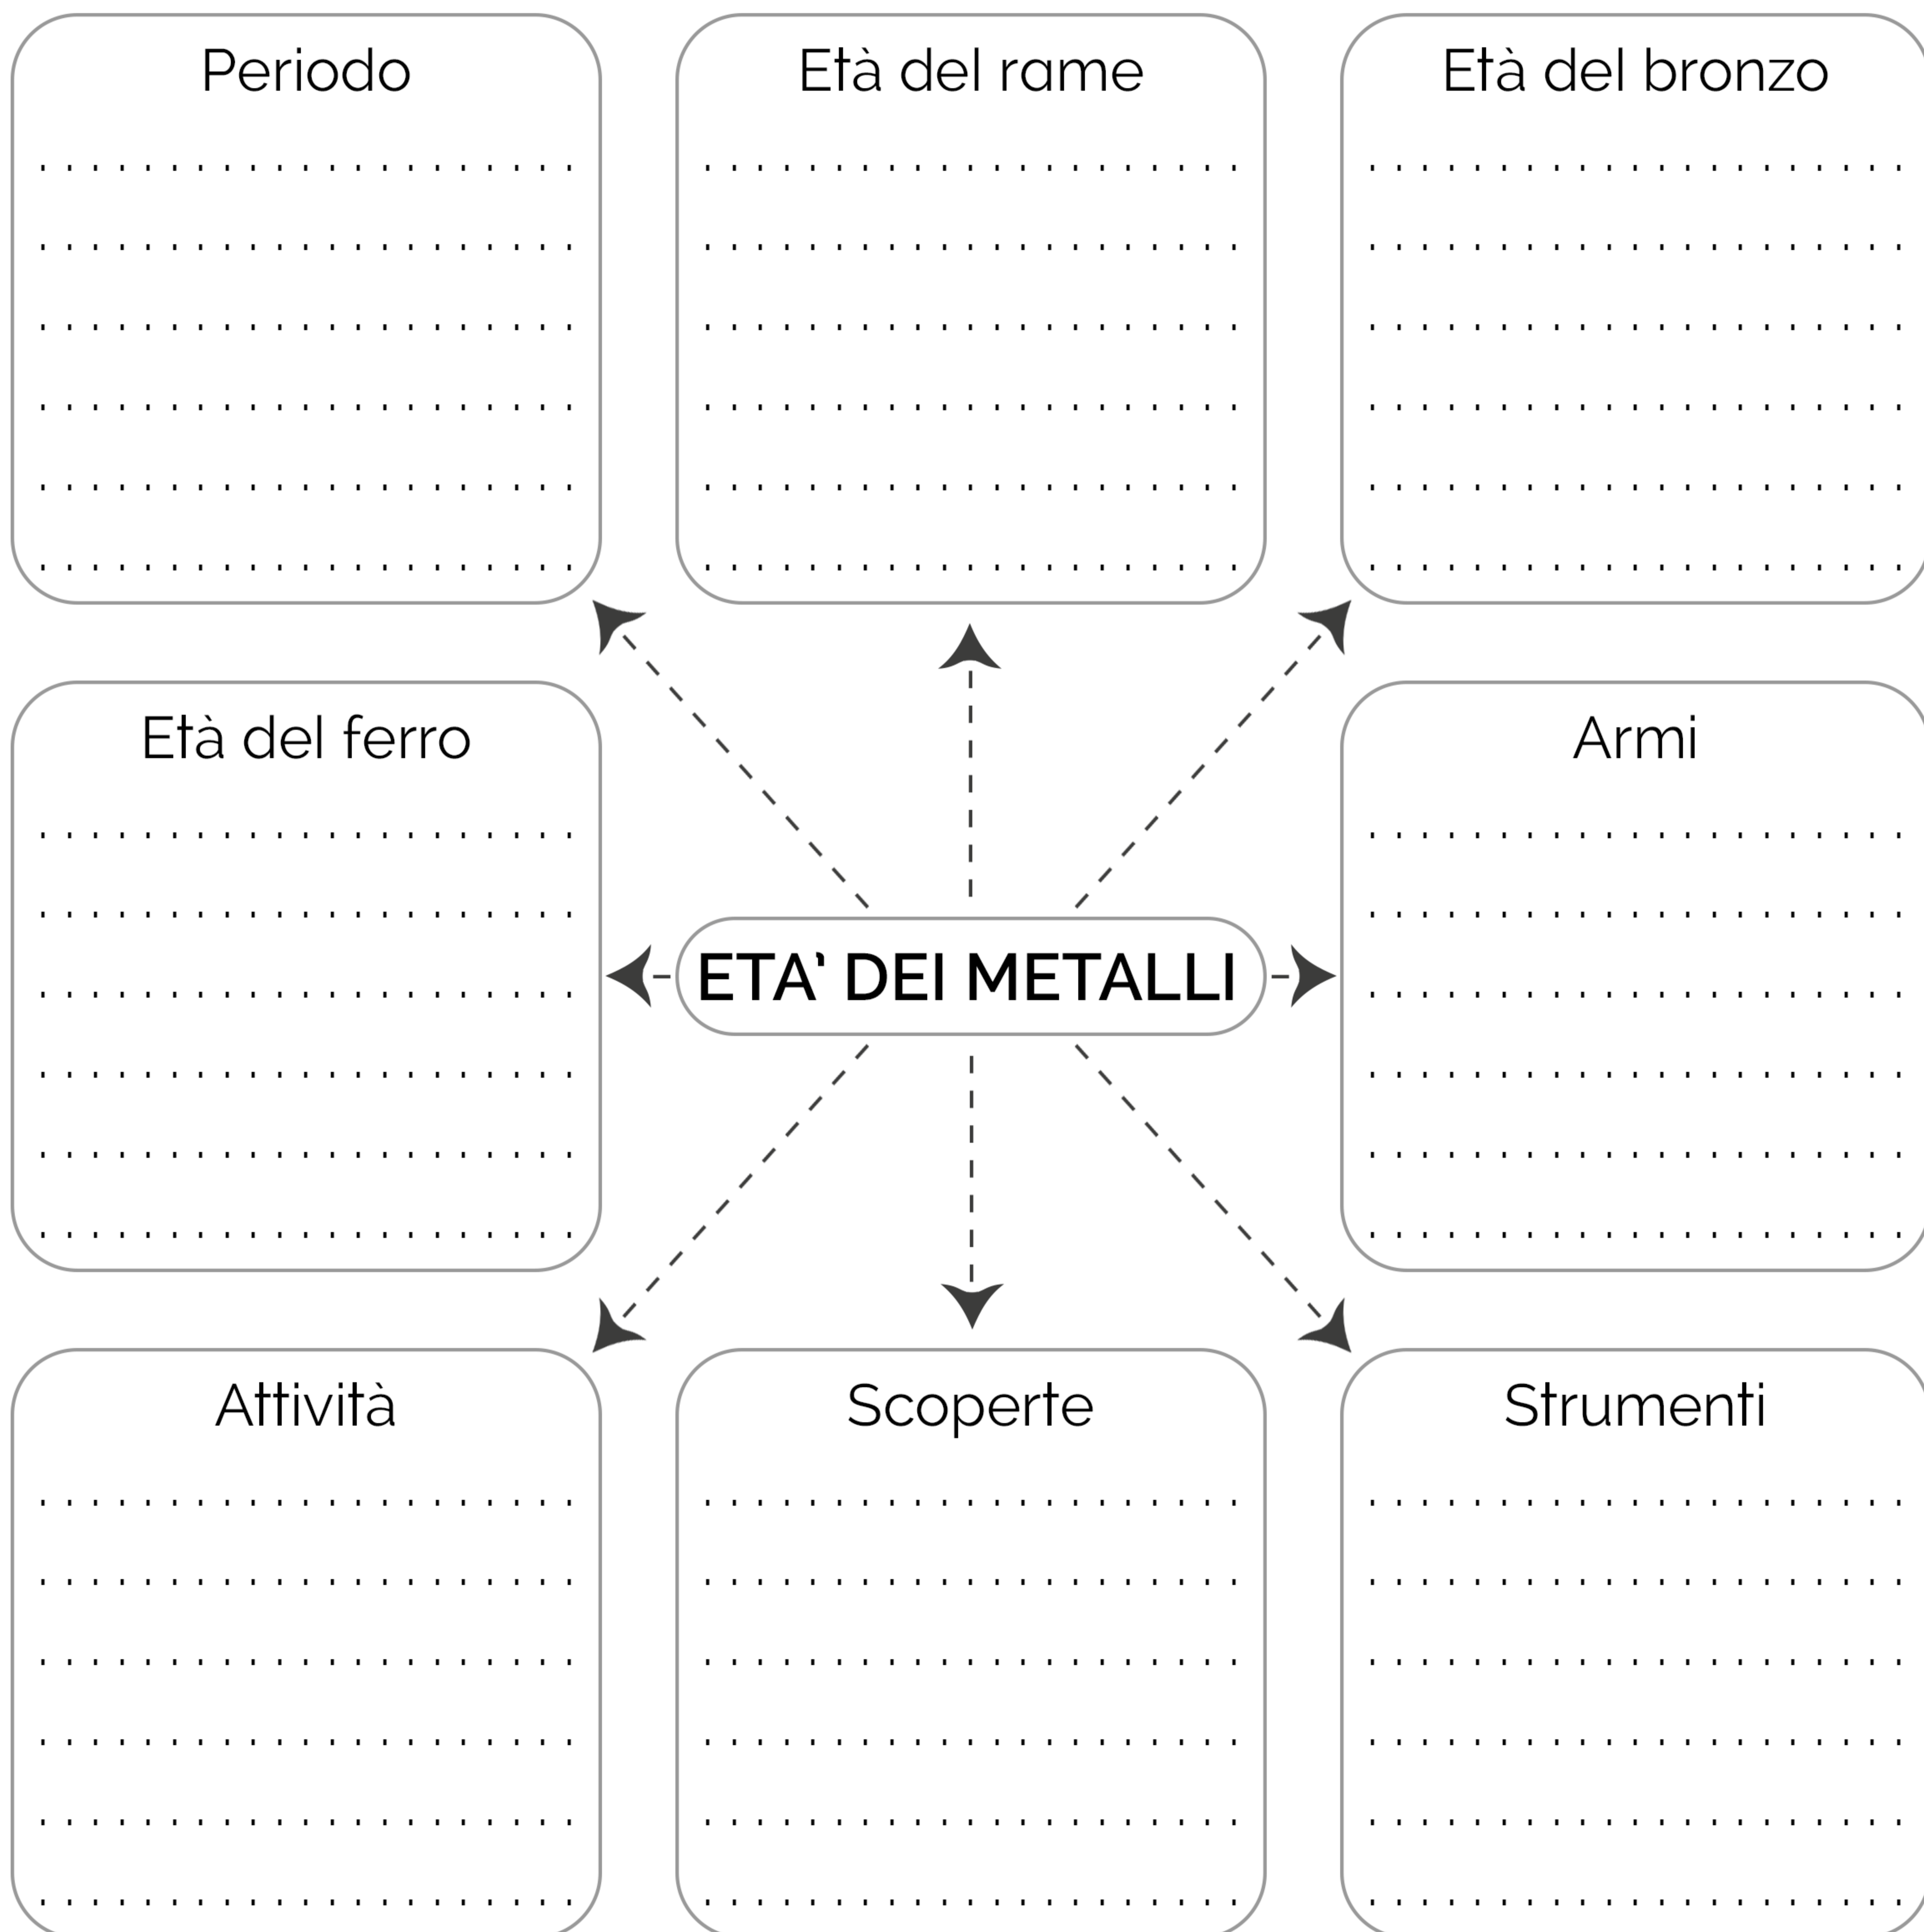 Periodo
Età del rame
Età del bronzo
Età del ferro
Armi
ETA' DEI METALLI
Attività
Scoperte
Strumenti